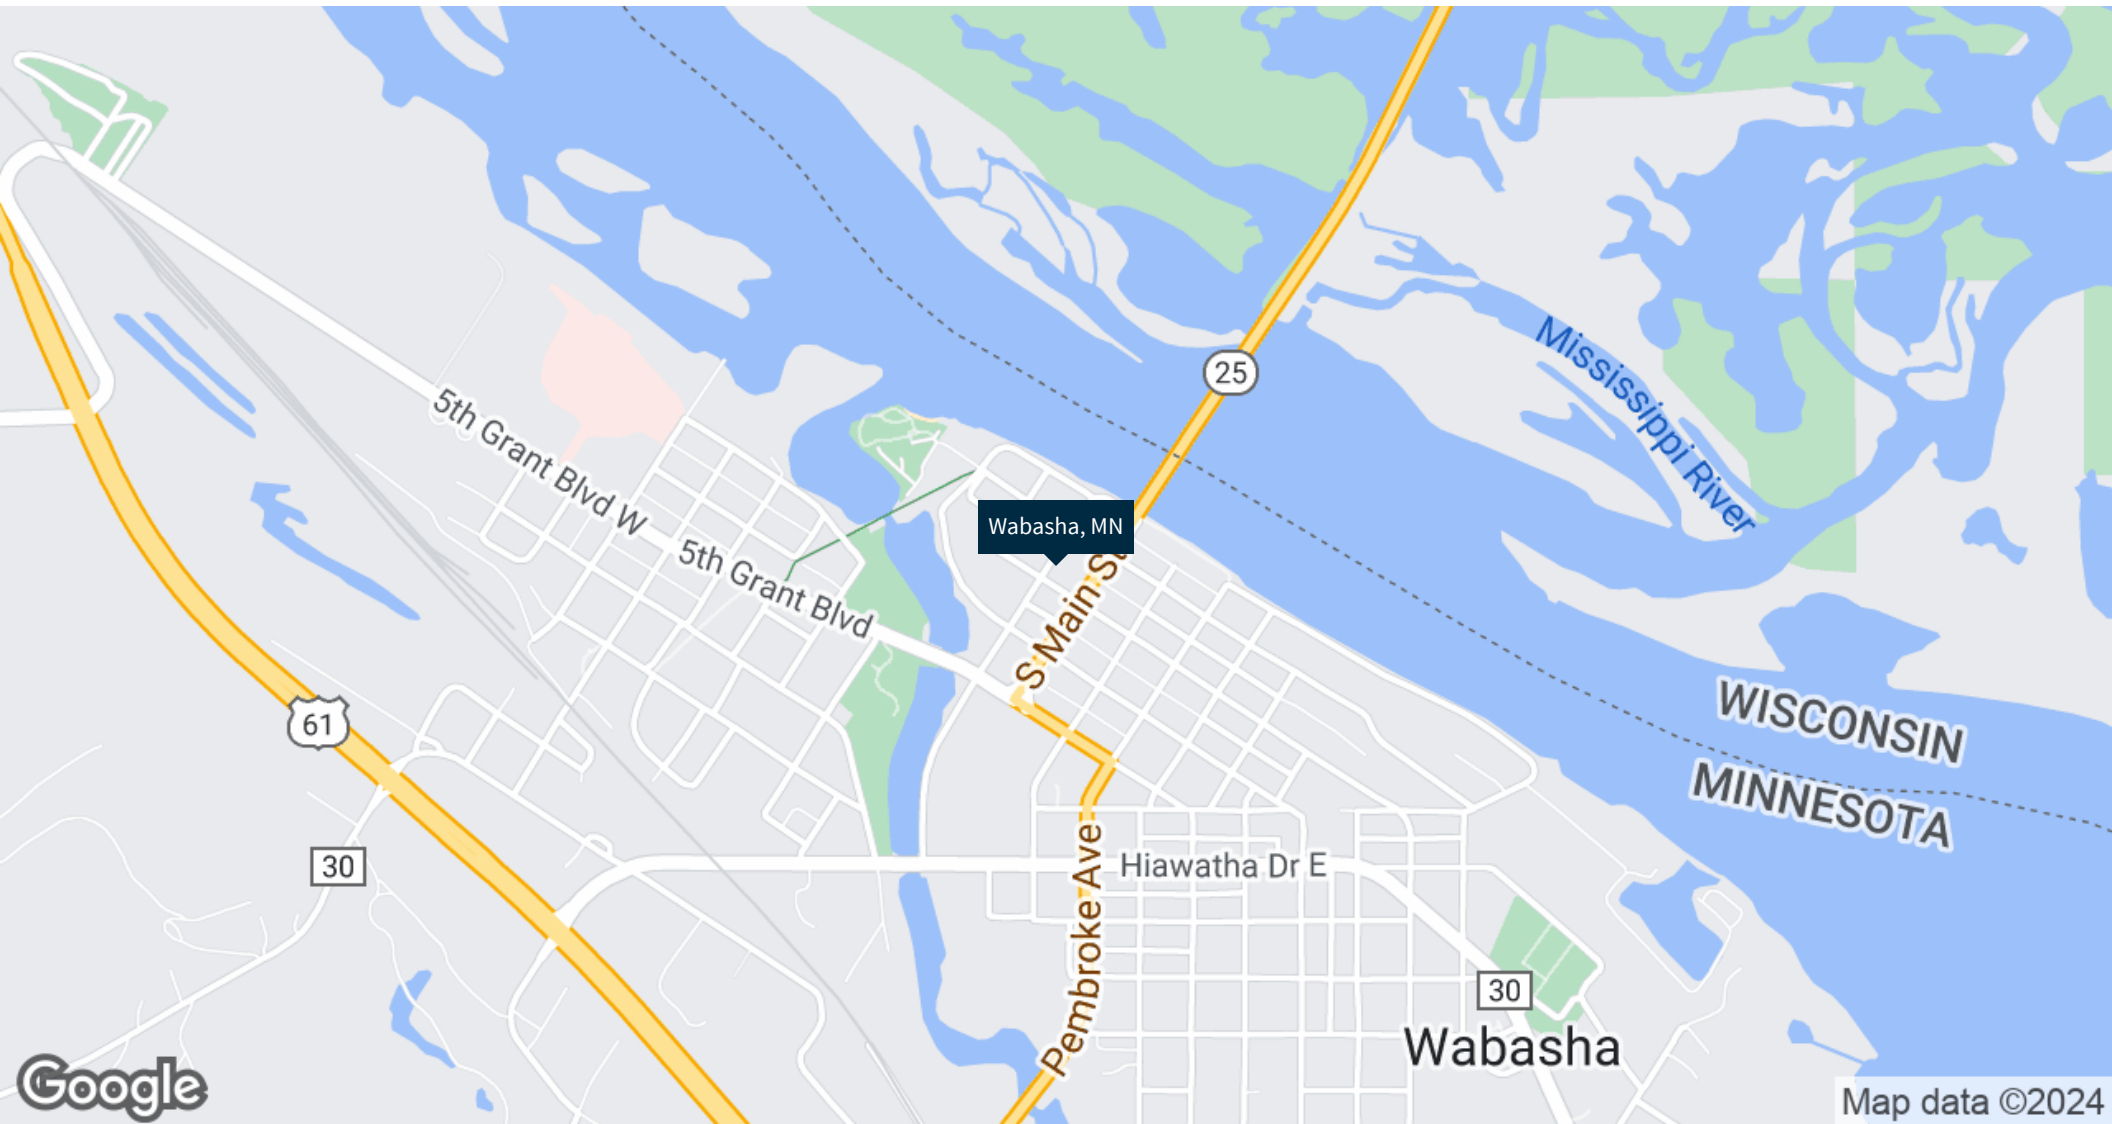 25
Mississippi River
5th Grant Blvd W
Wabasha, MN
5th Grant Blvd
S Main St
61
WISCONSIN
MINNESOTA
30
Hiawatha Dr E
Pembroke Ave
30
Wabasha
Google
Map data ©2024